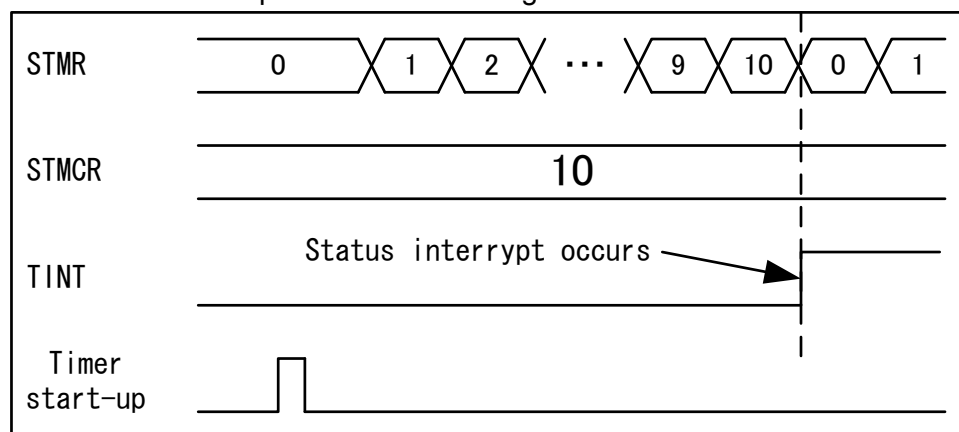 STMR 0 1 2 ··· 9 10 0 1
STMCR 10
Status interrypt occurs
TINT
Timer
start-up